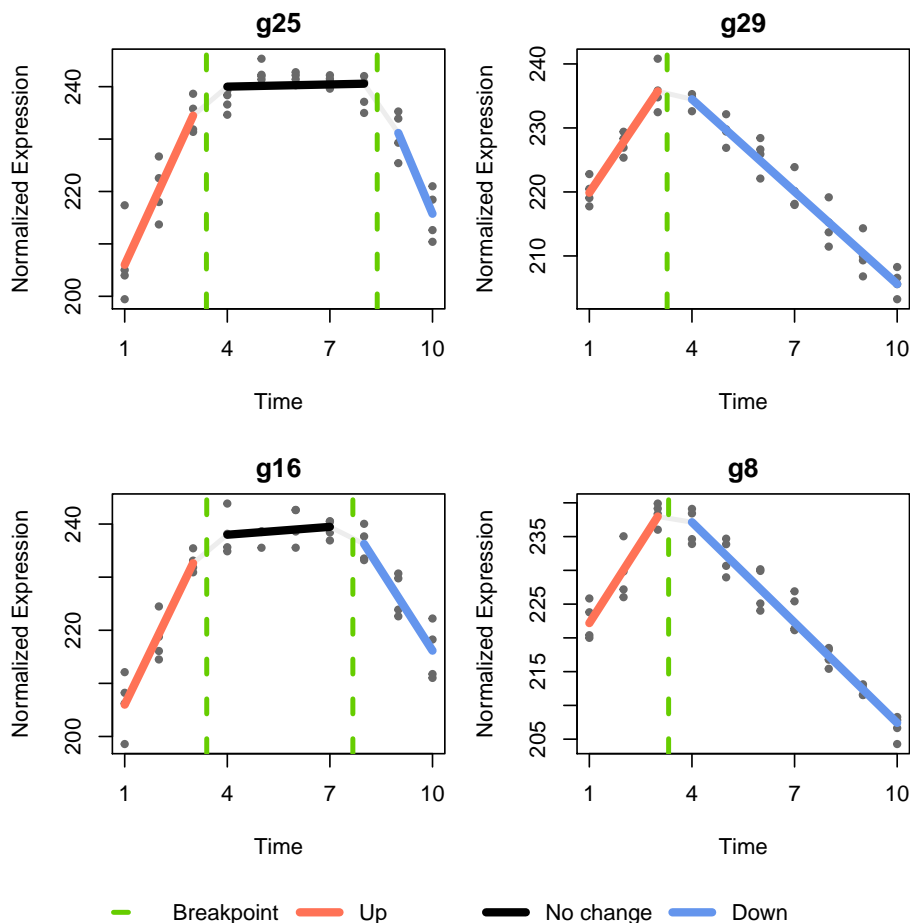 g25
g29
Normalized Expression
200
220
240
1
4
7
10
Time
Normalized Expression
210
220
230
240
1
4
7
10
Time
g16
g8
Normalized Expression
200
220
240
1
4
7
10
Time
Normalized Expression
205
215
225
235
1
4
7
10
Time
Breakpoint Up No change Down